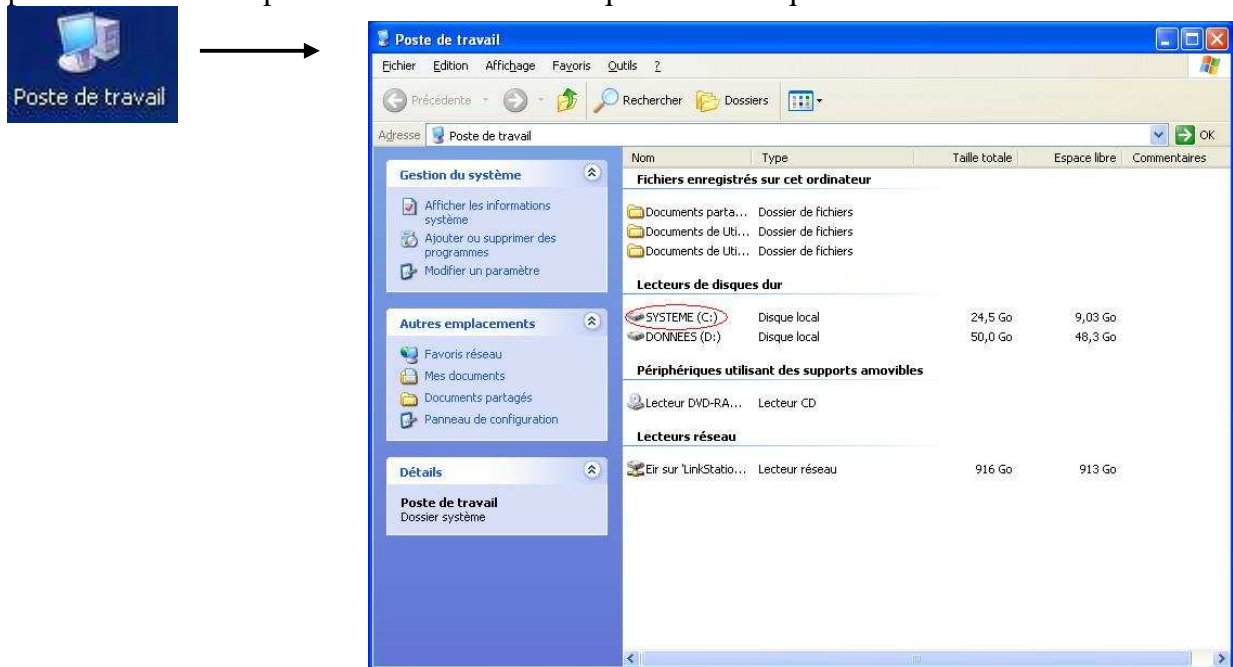 Poste de travail
Poste de travail
Fichier Edition Affichage Favoris Outils ?
Précédente Rechercher Dossiers
Adresse Poste de travail OK
Nom Type Taille totale Espace libre Commentaires
Gestion du système
Afficher les informations
système
Ajouter ou supprimer des
programmes
Modifier un paramètre
Autres emplacements
Favoris réseau
Mes documents
Documents partagés
Panneau de configuration
Détails
Poste de travail
Dossier système
Fichiers enregistrés sur cet ordinateur
Documents parta... Dossier de fichiers
Documents de Uti... Dossier de fichiers
Documents de Uti... Dossier de fichiers
Lecteurs de disques dur
SYSTEME (C:) Disque local 24,5 Go 9,03 Go
DONNEES (D:) Disque local 50,0 Go 48,3 Go
Périphériques utilisant des supports amovibles
Lecteur DVD-RA... Lecteur CD
Lecteurs réseau
Eir sur 'LinkStatio... Lecteur réseau 916 Go 913 Go